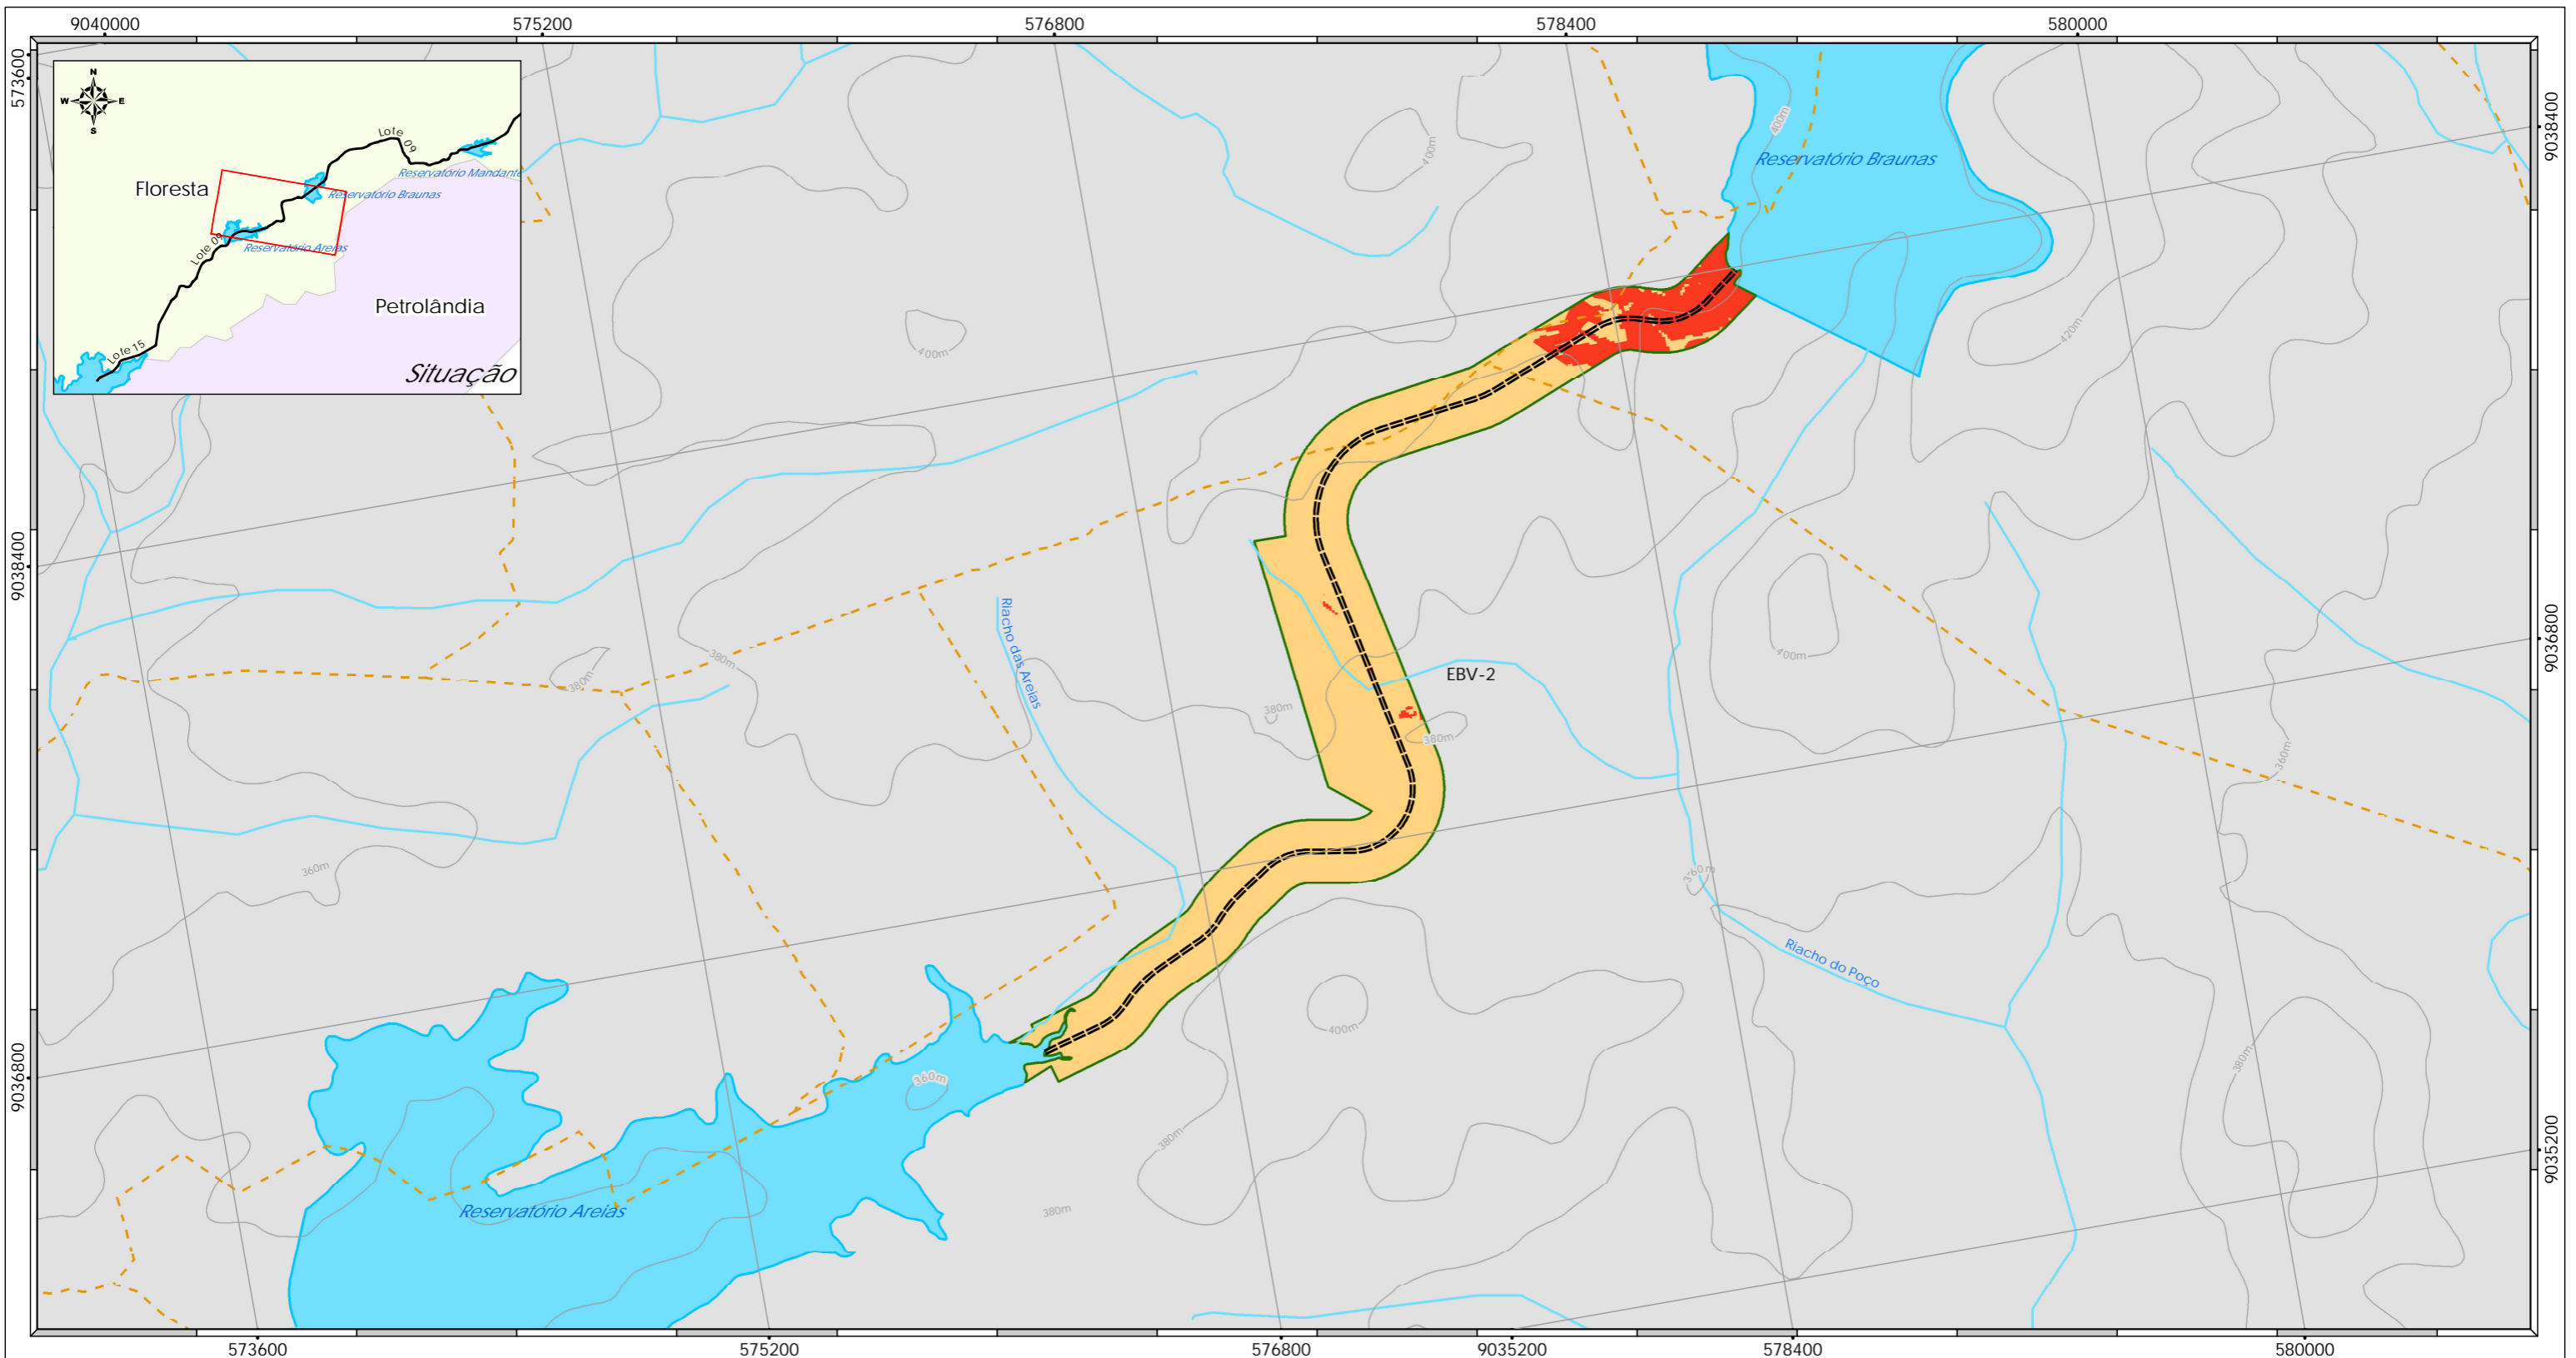 9040000
575200
576800
578400
580000
573600
9038400
9036800
9038400
9036800
9035200
573600
575200
576800
9035200
578400
580000
N
W
E
S
Lote 09
Floresta
Reservatório Mandante
Reservatório Braunas
Lote 09
Reservatório Areias
Petrolândia
Lote 15
Situação
400m
400m
Reservatório Braunas
400m
420m
Riacho das Areias
380m
380m
400m
EBV-2
380m
380m
360m
360m
360m
Riacho do Poço
400m
360m
380m
380m
380m
Reservatório Areias